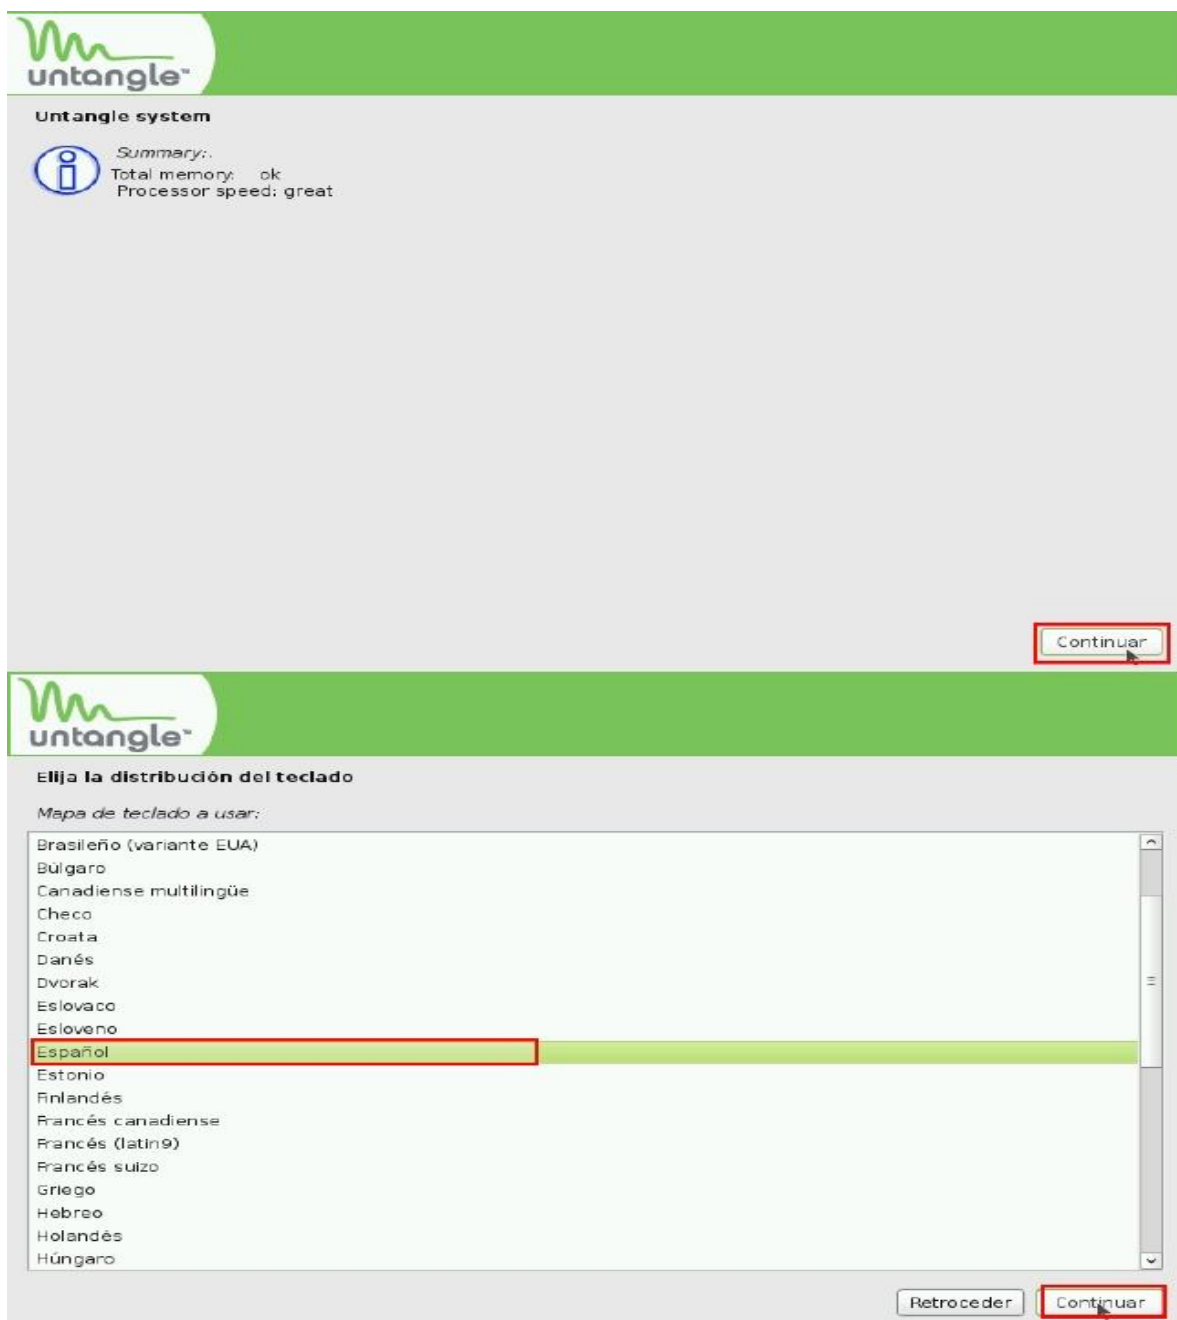 untangle™
Untangle system
Summary:.
Total memory: ok
Processor speed: great
Continuar
untangle™
Elija la distribución del teclado
Mapa de teclado a usar:
Brasileño (variante EUA)
Búlgaro
Canadiense multilingüe
Checo
Croata
Danés
Dvorak
Eslovaco
Esloveno
Español
Estonio
Finlandés
Francés canadiense
Francés (latin9)
Francés suizo
Griego
Hebreo
Holandés
Húngaro
Retroceder Continuar